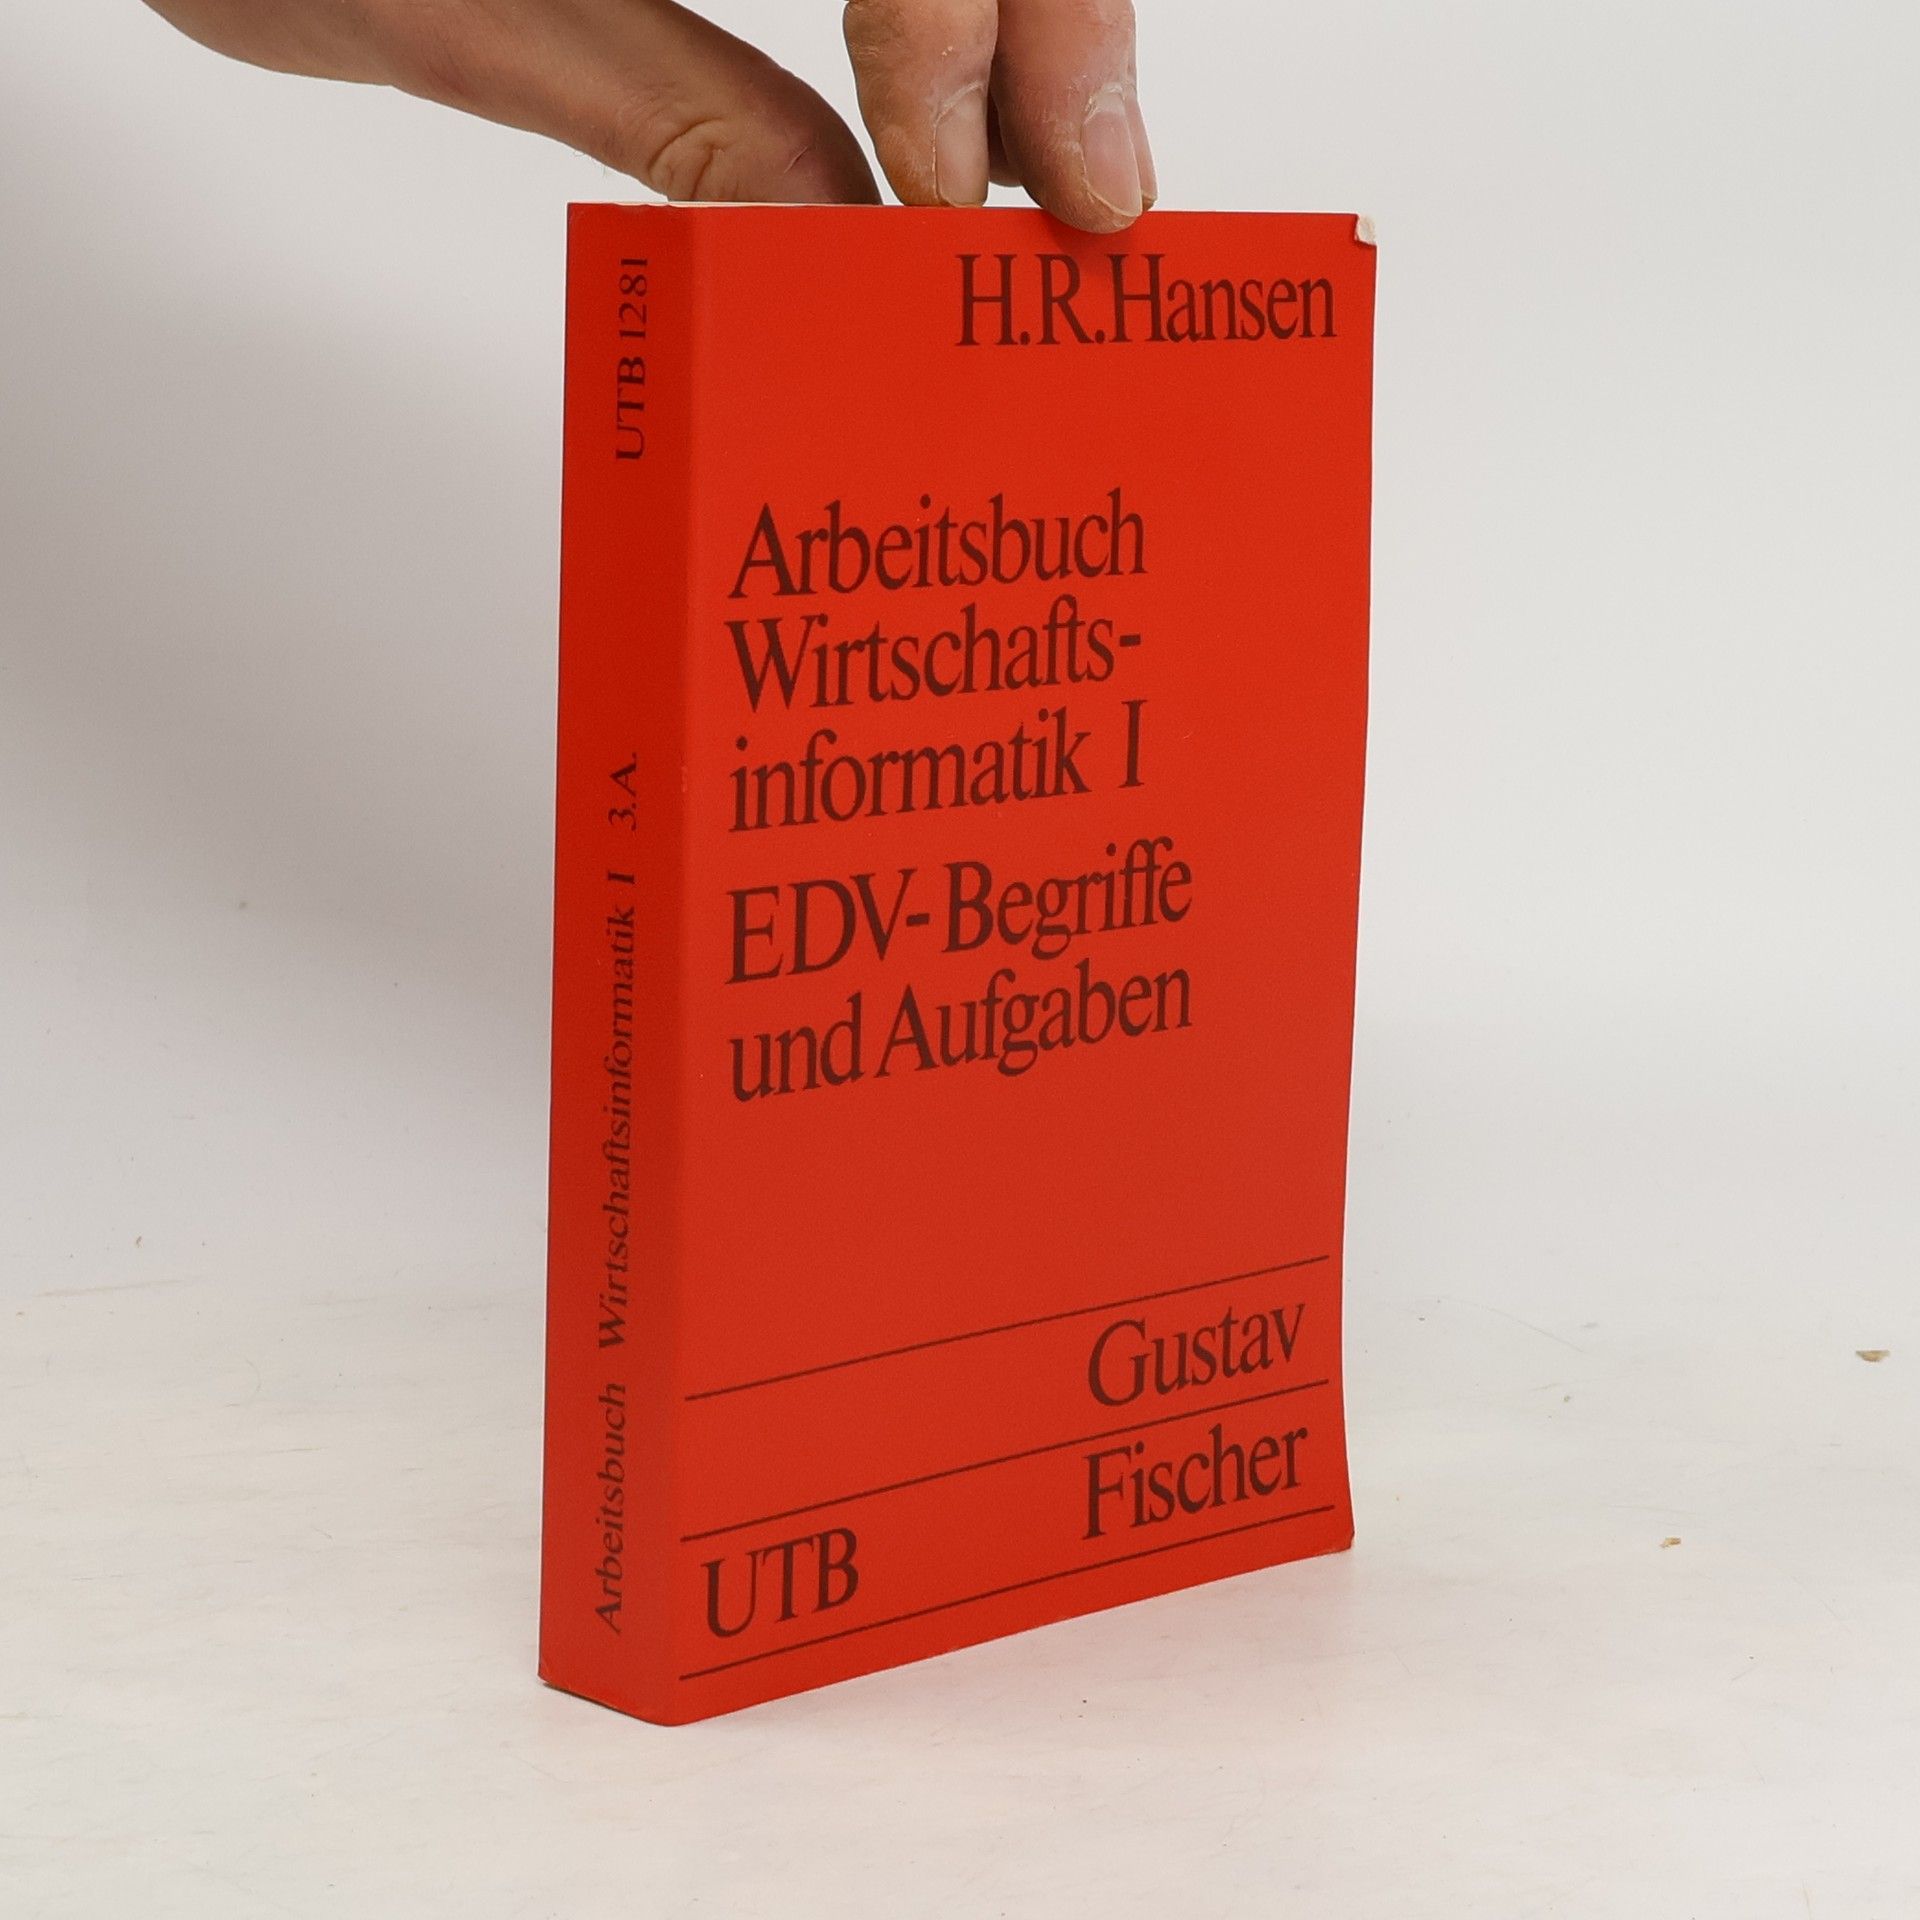 H.R.Hansen
Arbeitsbuch
Wirtschafts-
informatik I
EDV-Begriffe
und Aufgaben
Gustav
Fischer
UTB
Arbeitsbuch Wirtschaftsinformatik I 3.A. UTB 1281